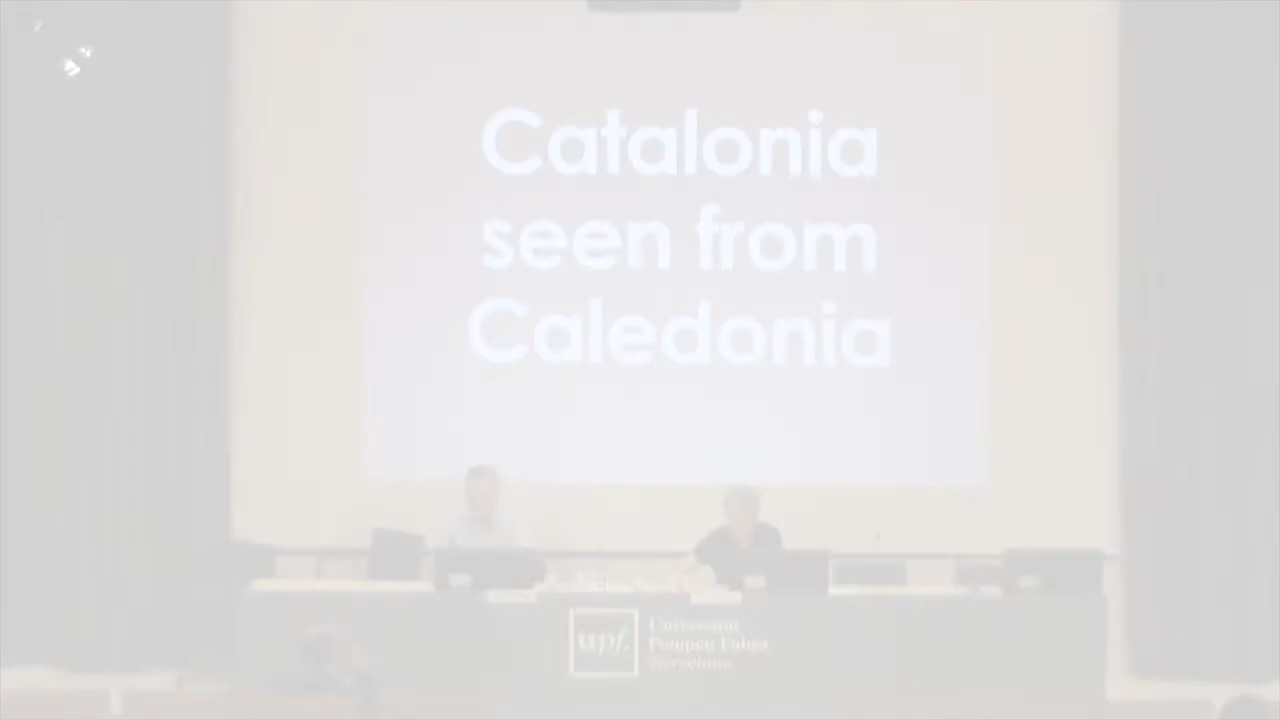 Catalonia
seen from
Caledonia
upf.
Universitat
Pompeu Fabra
Barcelona